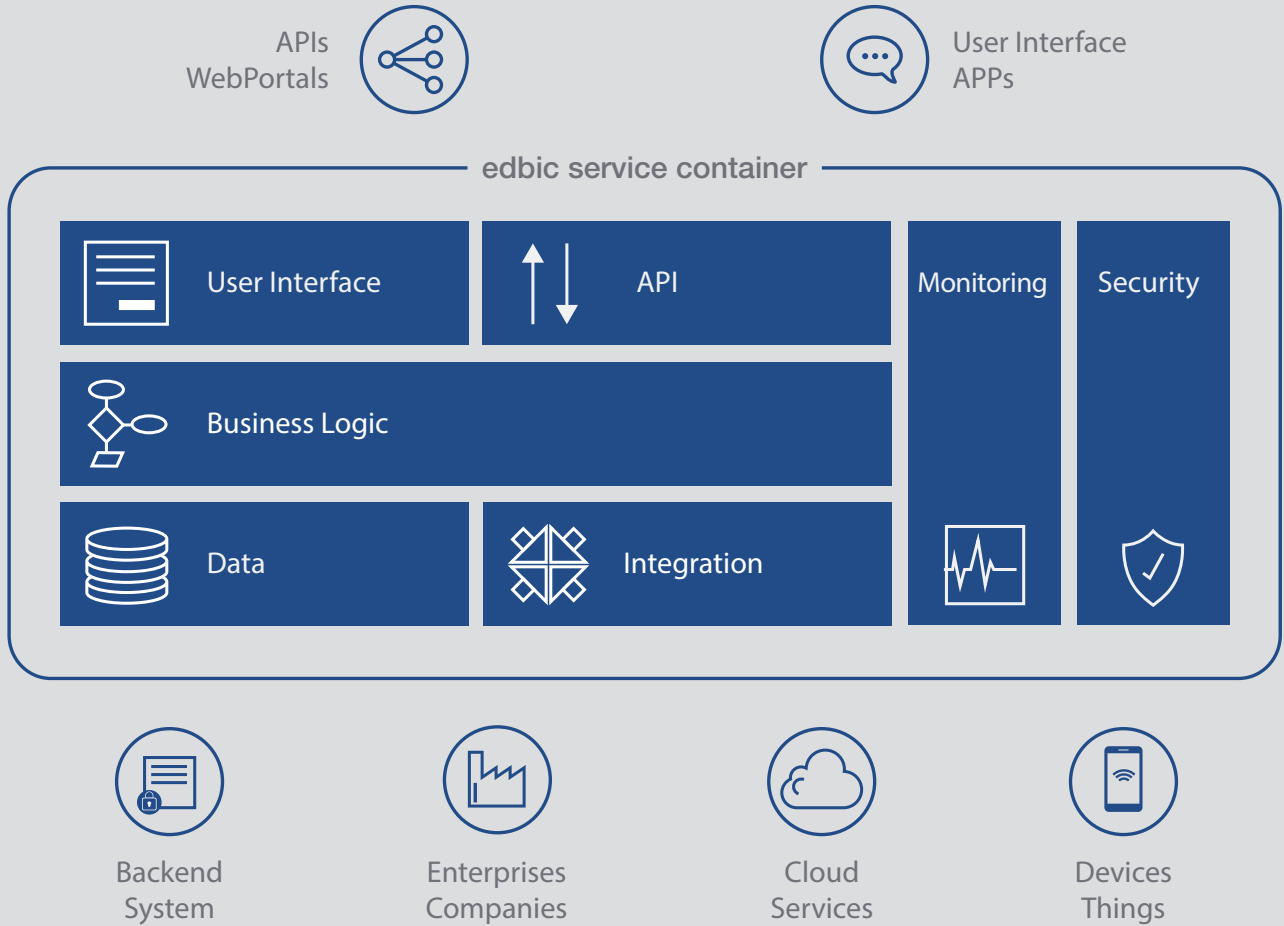 APIs
WebPortals
User Interface
APPs
edbic service container
User Interface
API
Monitoring
Security
Business Logic
Data
Integration
Backend
System
Enterprises
Companies
Cloud
Services
Devices
Things